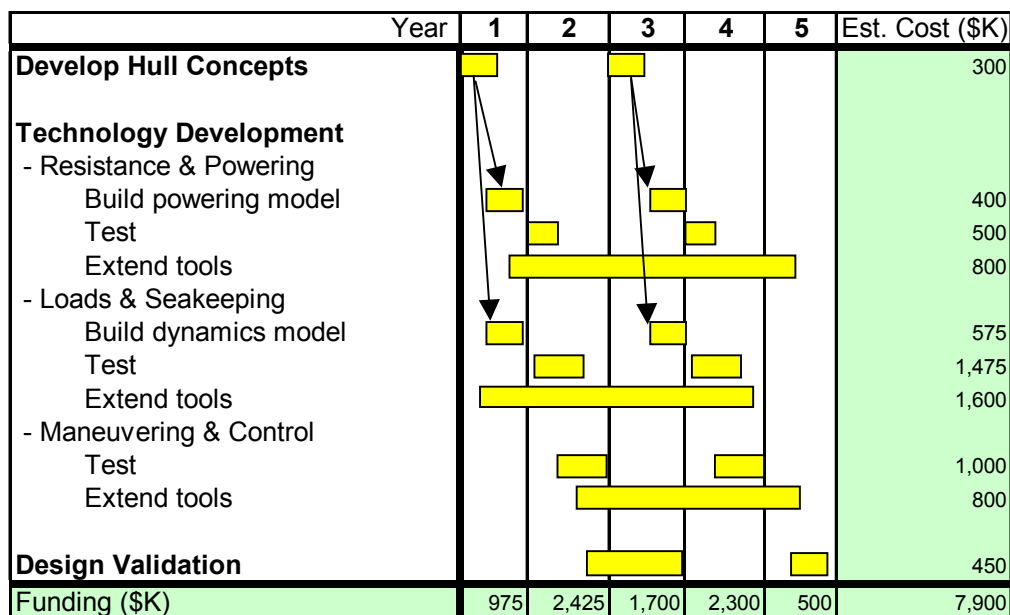 Year 1 2 3 4 5 Est. Cost ($K)
Develop Hull Concepts 300
Technology Development
- Resistance & Powering
Build powering model 400
Test 500
Extend tools 800
- Loads & Seakeeping
Build dynamics model 575
Test 1,475
Extend tools 1,600
- Maneuvering & Control
Test 1,000
Extend tools 800
Design Validation 450
Funding ($K) 975 2,425 1,700 2,300 500 7,900